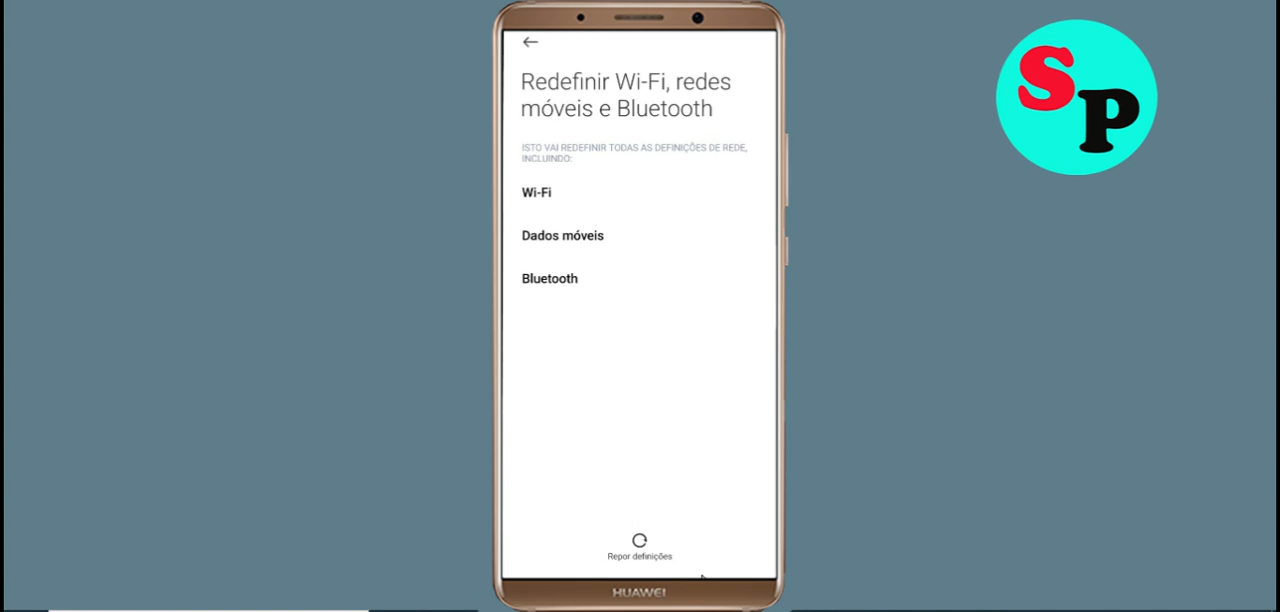 Redefinir Wi-Fi, redes
móveis e Bluetooth
ISTO VAI REDEFINIR TODAS AS DEFINIÇÕES DE REDE,
INCLUINDO:
Wi-Fi
Dados móveis
Bluetooth
Repor definições
HUAWEI
SP